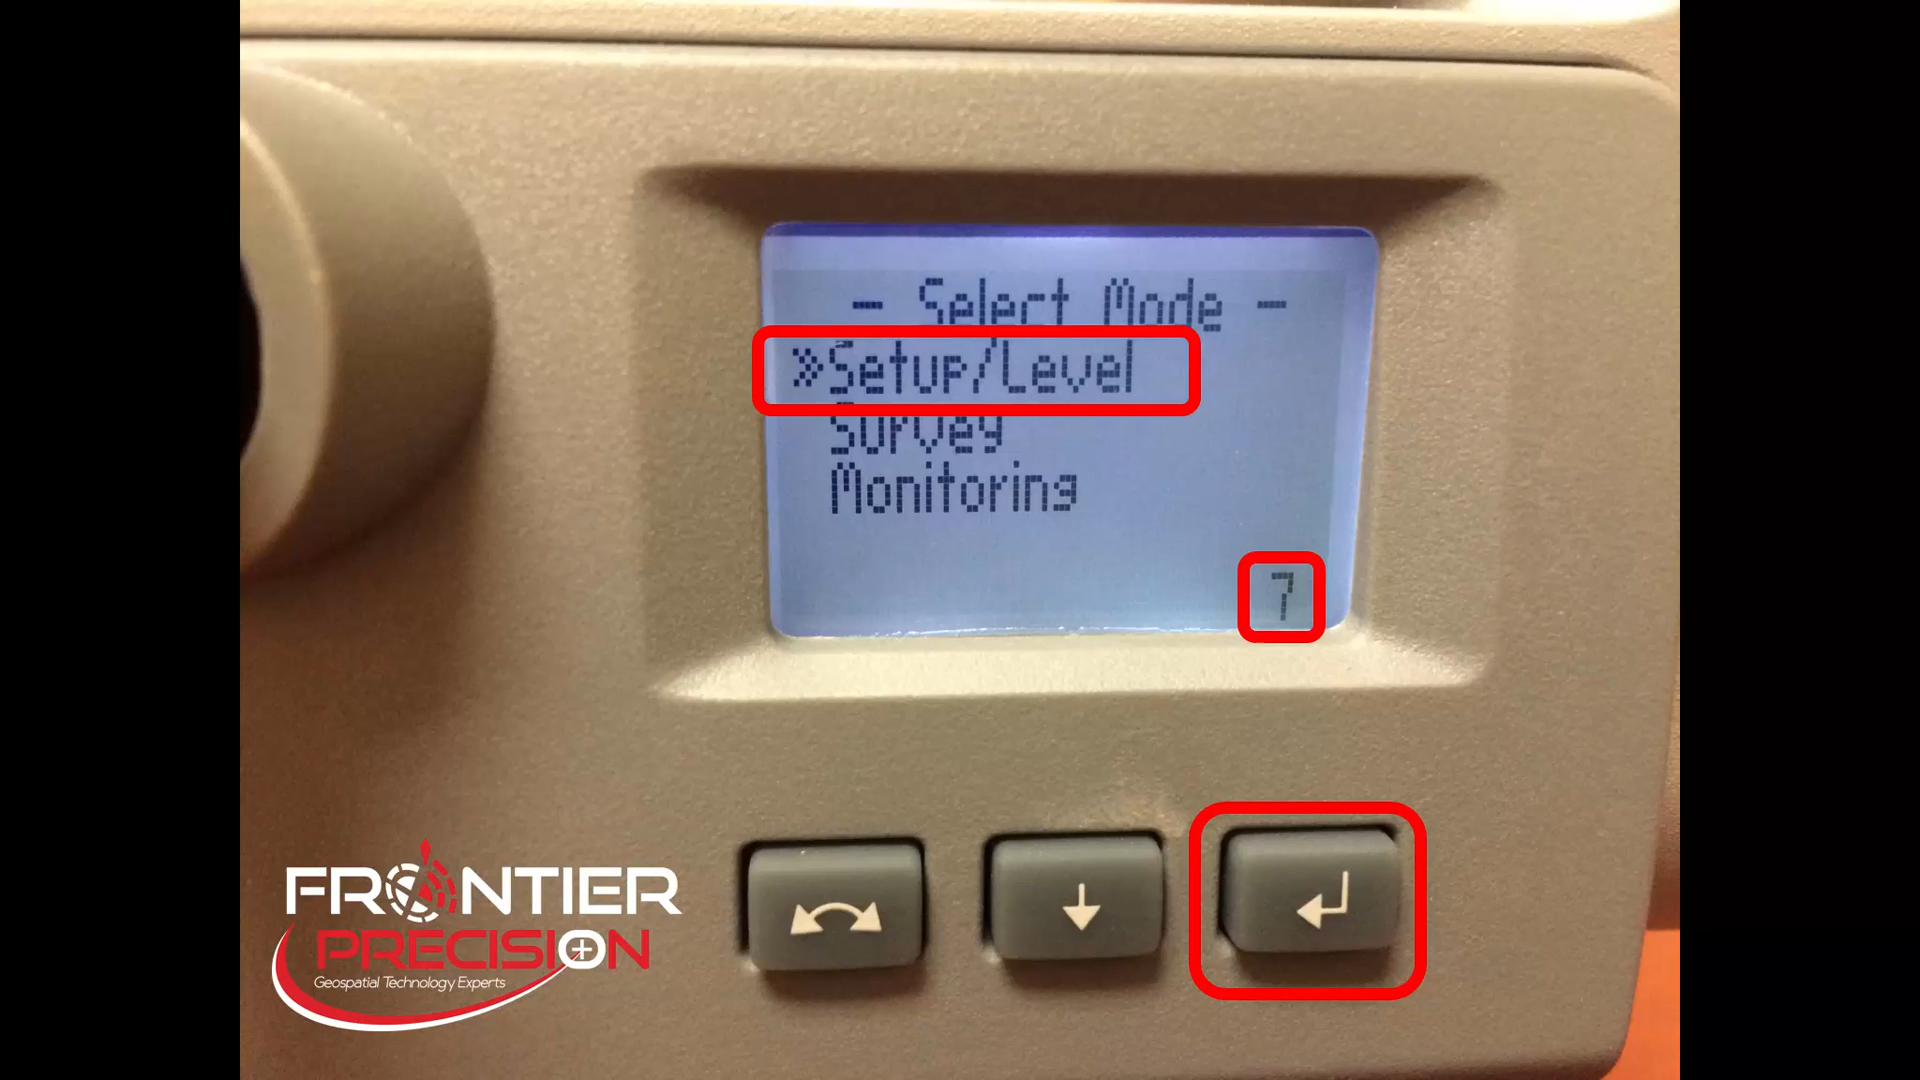 - Select Mode -
»Setup/Level
Survey
Monitoring
7
FRONTIER
PRECISION
Geospatial Technology Experts